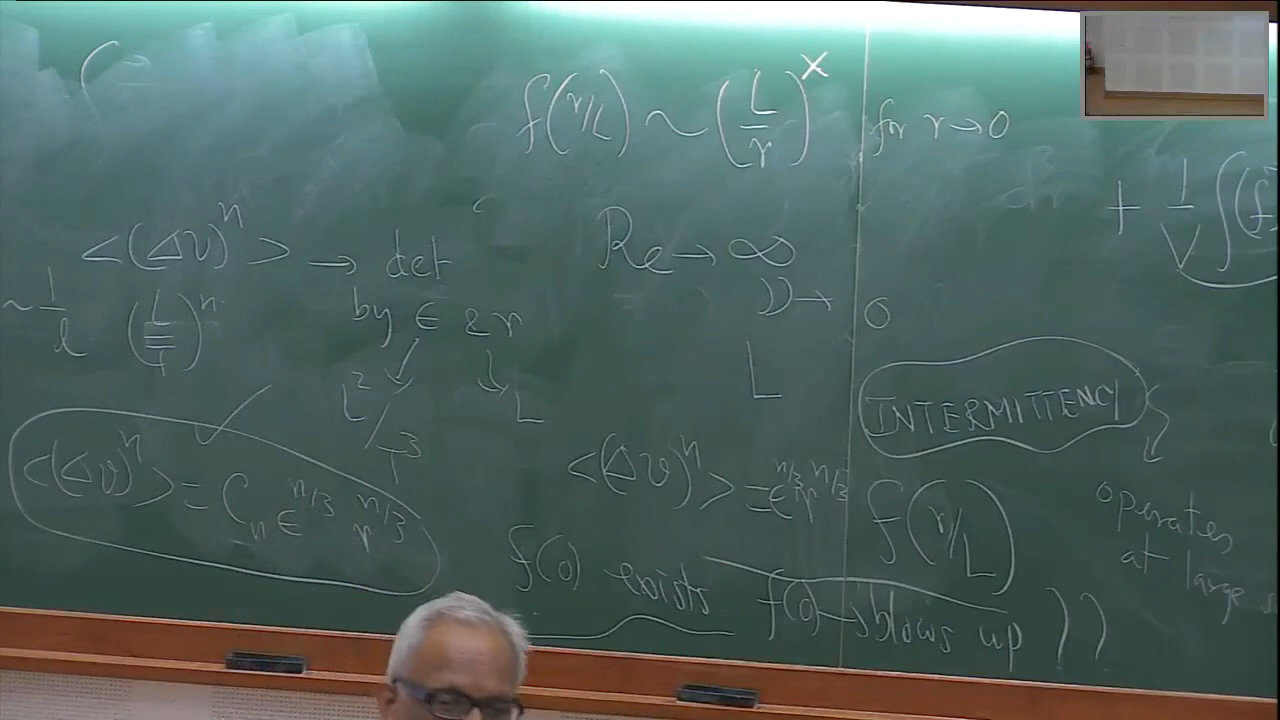 f(r/L) ~ (L/r)^x for r→0
+ 1/V ∫(f
<(Δv)^n> → det
by ε & r
L²/T³
L
~ 1/l (L/T)^n
<(Δv)^n> = C_n ε^{n/3} r^{n/3}
Re → ∞
ν → 0
L
<(Δv)^n> = ε^{n/3} r^{n/3} f(r/L)
f(0) exists
f(0) → blows up
INTERMITTENCY
operates
at large